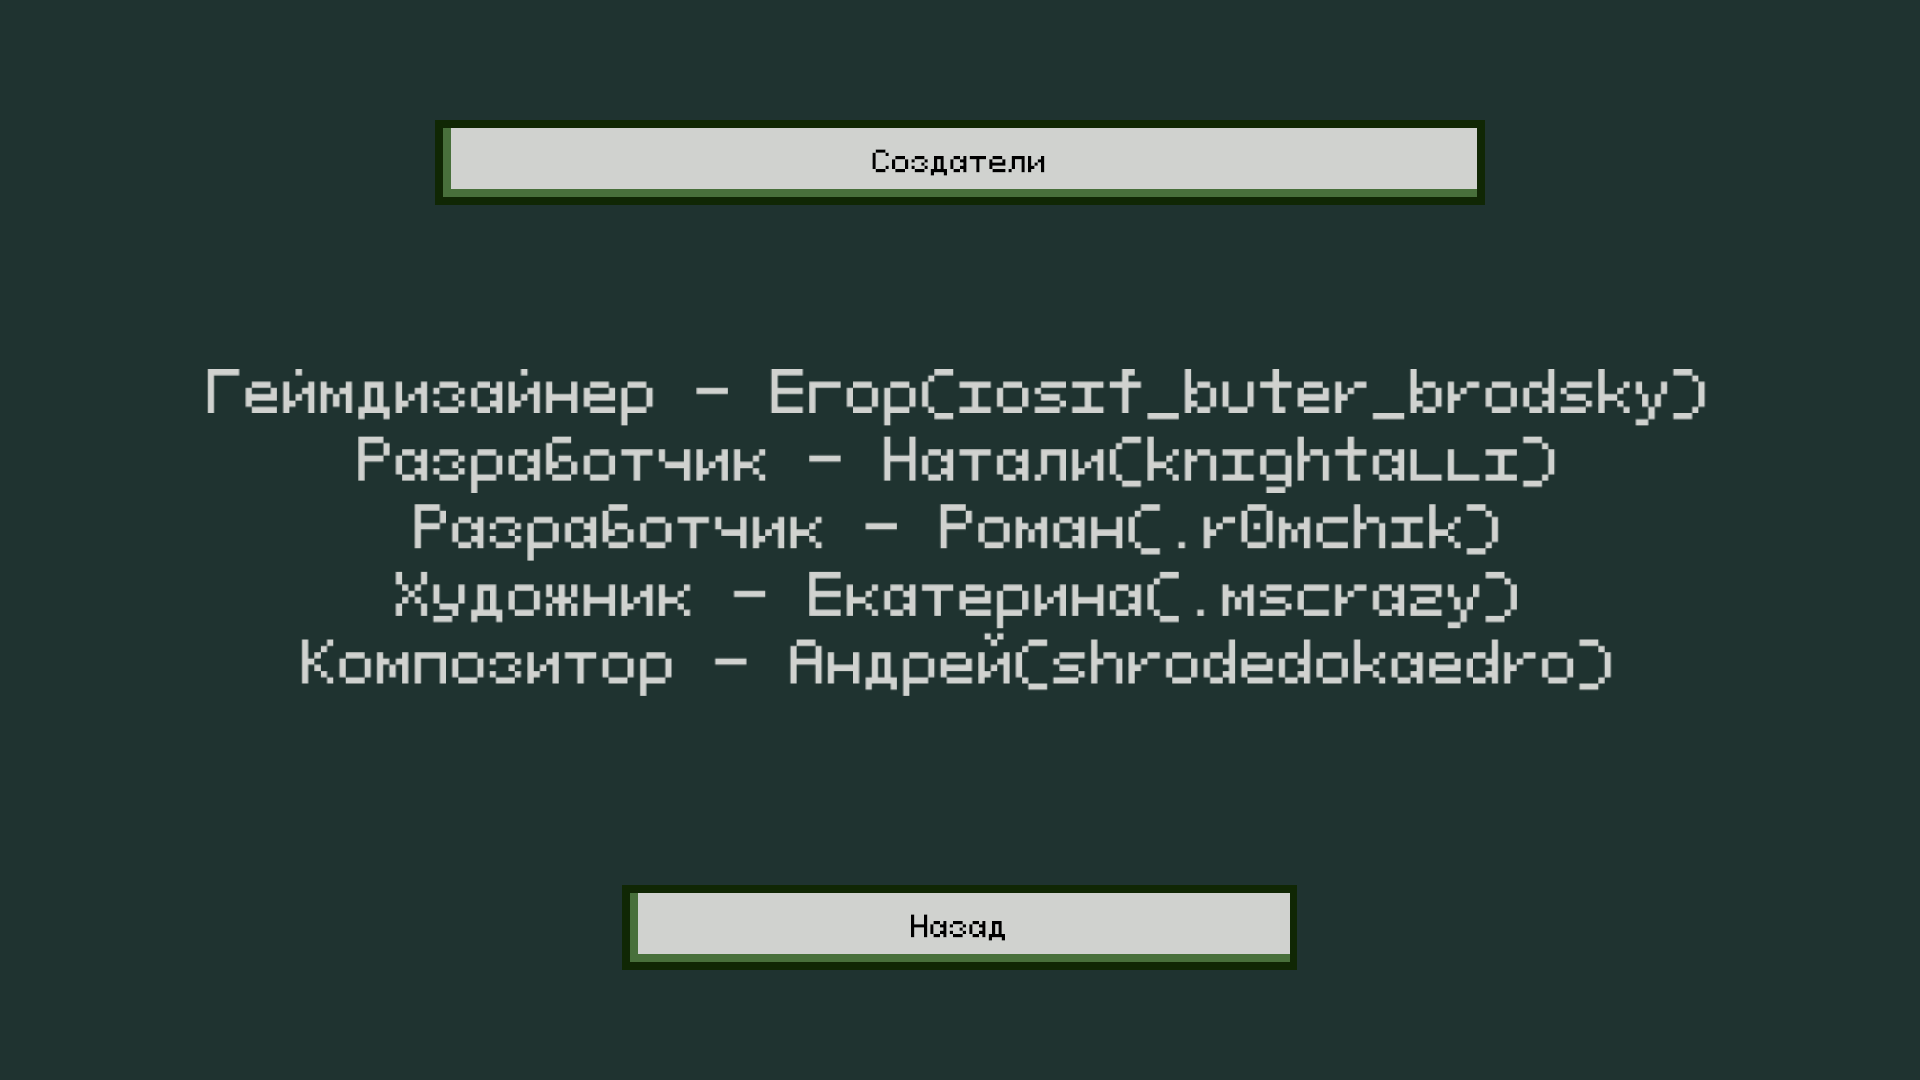 Создатели
Геймдизайнер - Егор(iosif_buter_brodsky)
Разработчик - Натали(knightalli)
Разработчик - Роман(.r0mchik)
Художник - Екатерина(.mscrazy)
Композитор - Андрей(shrodedokaedro)
Назад